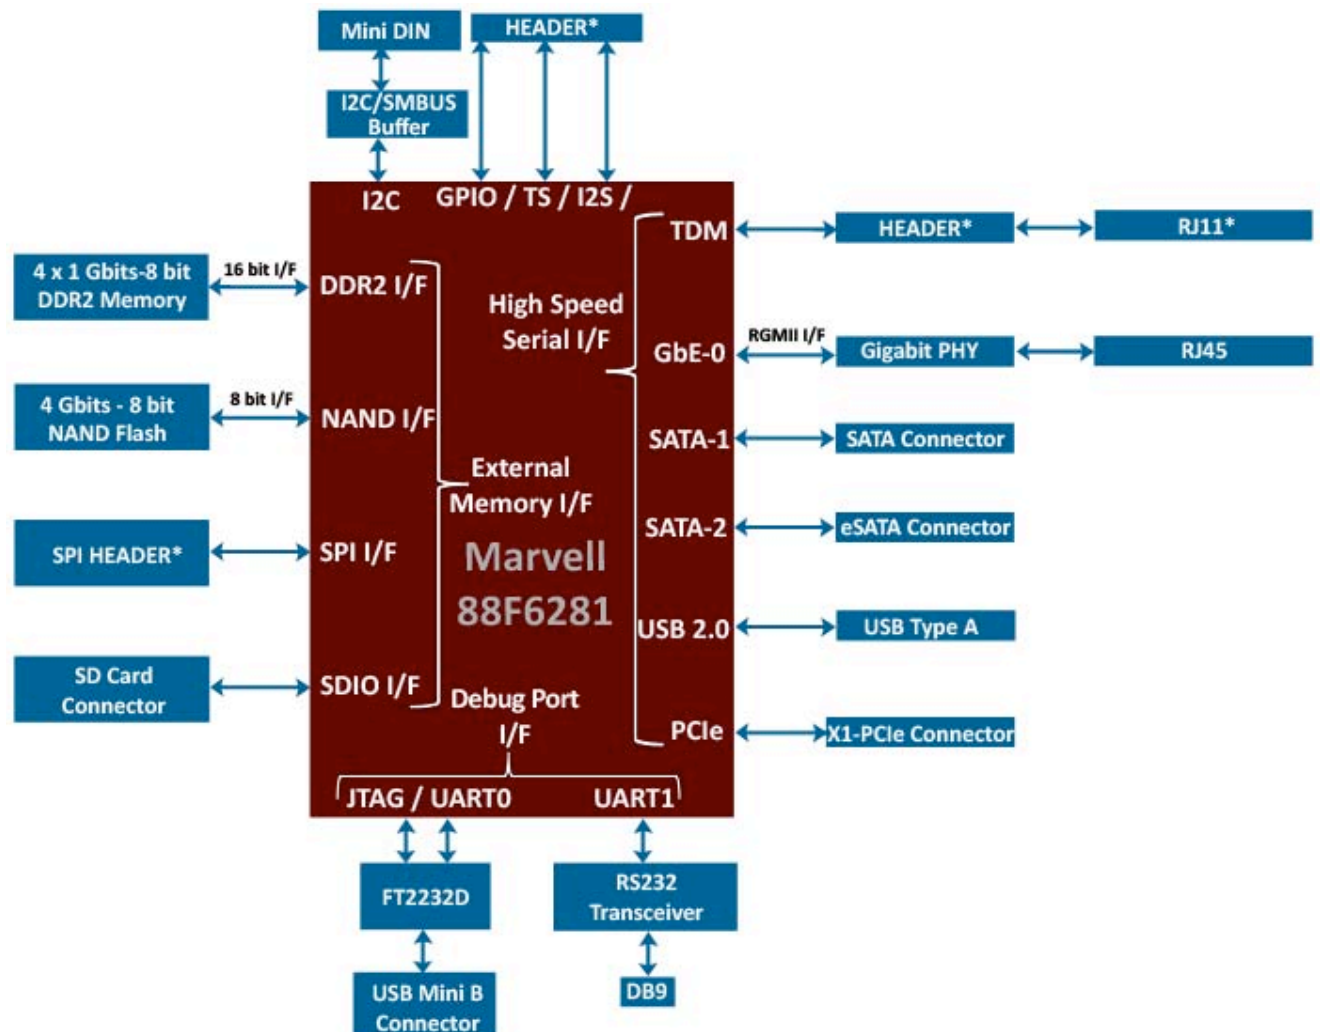 Mini DIN
HEADER*
I2C/SMBUS
Buffer
I2C
GPIO / TS / I2S /
TDM
HEADER*
RJ11*
4 x 1 Gbits-8 bit
DDR2 Memory
16 bit I/F
DDR2 I/F
High Speed
Serial I/F
GbE-0
RGMII I/F
Gigabit PHY
RJ45
4 Gbits - 8 bit
NAND Flash
8 bit I/F
NAND I/F
SATA-1
SATA Connector
External
Memory I/F
SATA-2
eSATA Connector
SPI HEADER*
SPI I/F
Marvell
88F6281
USB 2.0
USB Type A
SD Card
Connector
SDIO I/F
Debug Port
I/F
PCIe
X1-PCIe Connector
JTAG / UART0
UART1
FT2232D
RS232
Transceiver
USB Mini B
Connector
DB9